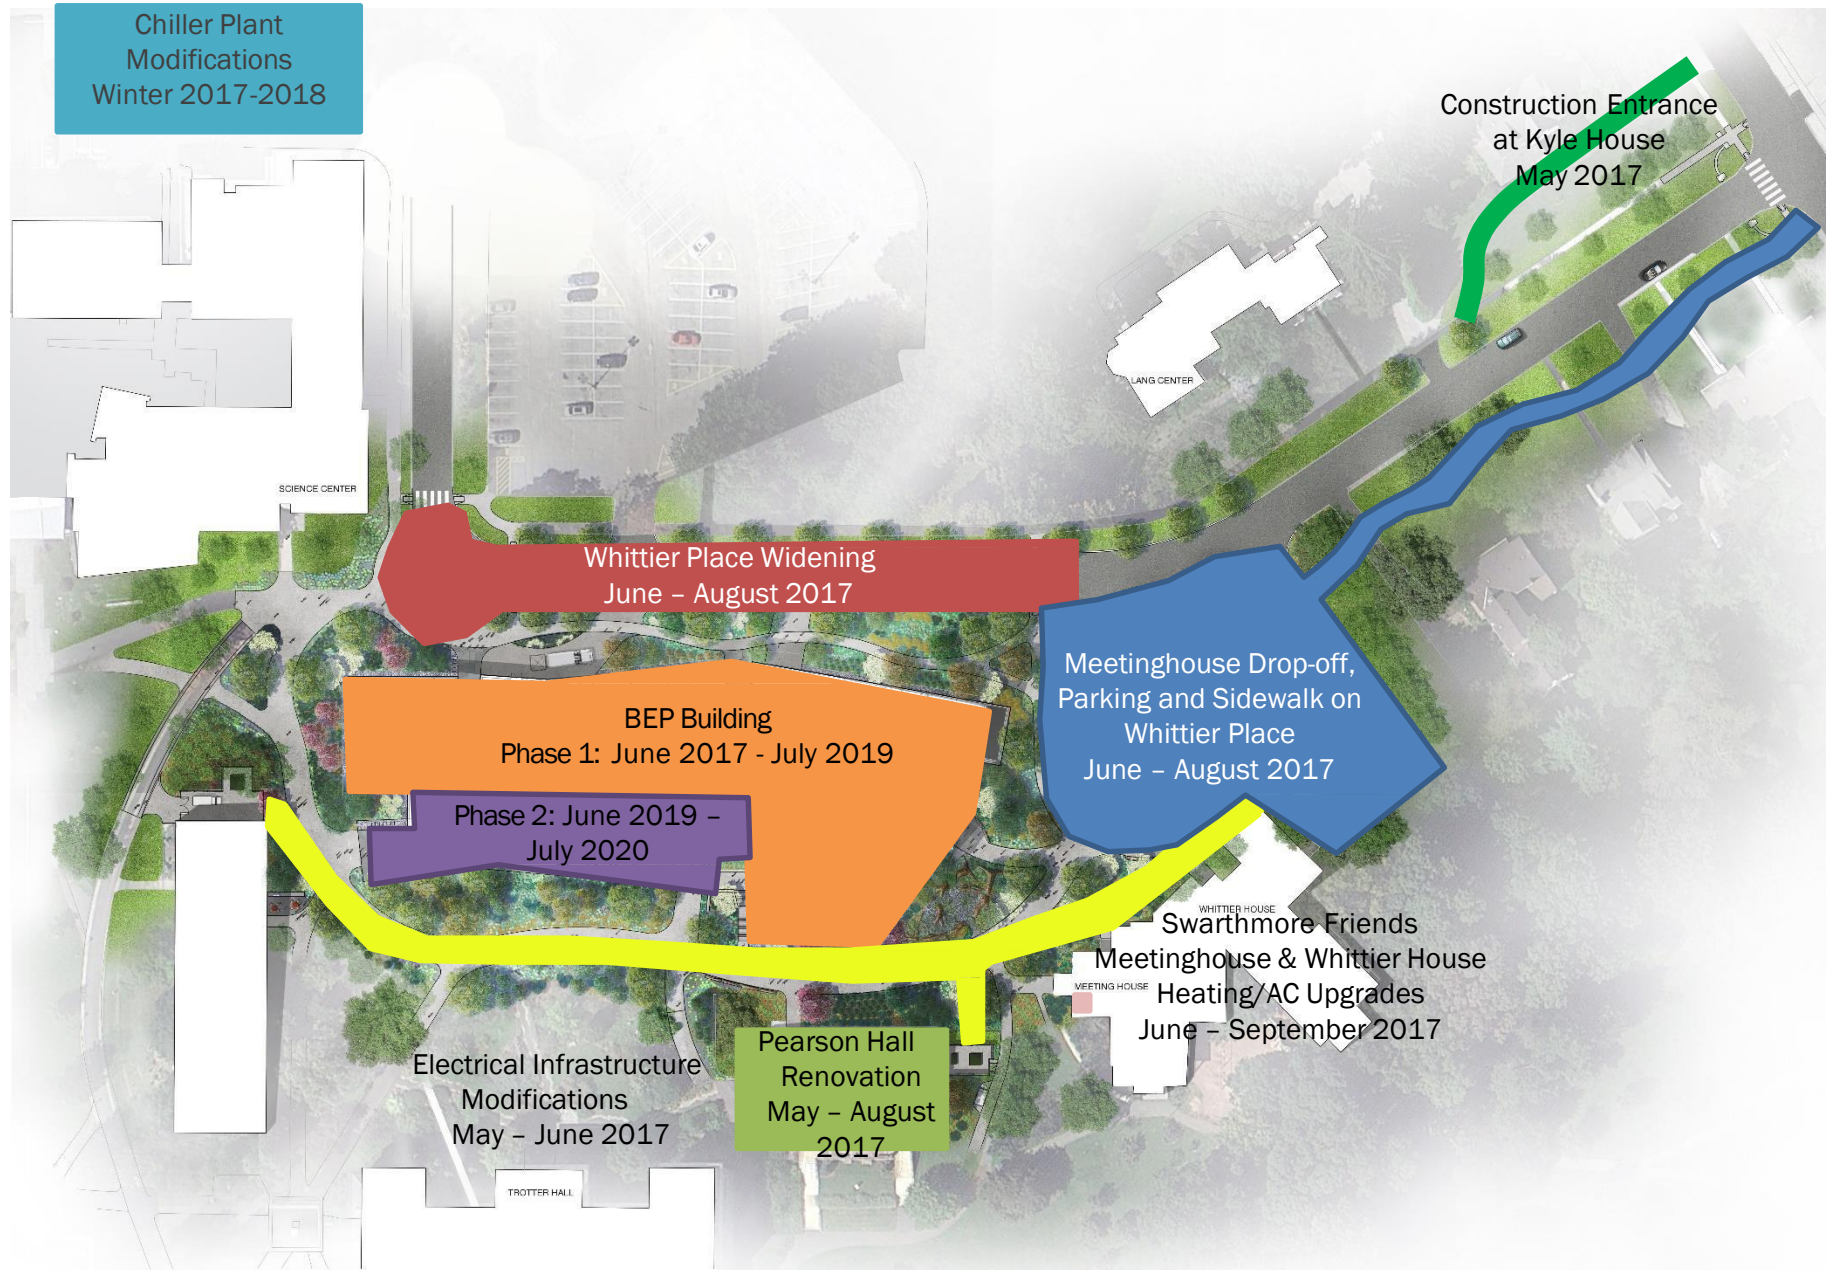 Chiller Plant
Modifications
Winter 2017-2018
Construction Entrance
at Kyle House
May 2017
LANG CENTER
SCIENCE CENTER
Whittier Place Widening
June – August 2017
Meetinghouse Drop-off,
Parking and Sidewalk on
Whittier Place
June – August 2017
BEP Building
Phase 1: June 2017 - July 2019
Phase 2: June 2019 –
July 2020
WHITTIER HOUSE
Swarthmore Friends
Meetinghouse & Whittier House
MEETING HOUSE
Heating/AC Upgrades
June – September 2017
Electrical Infrastructure
Modifications
May – June 2017
Pearson Hall
Renovation
May – August
2017
TROTTER HALL